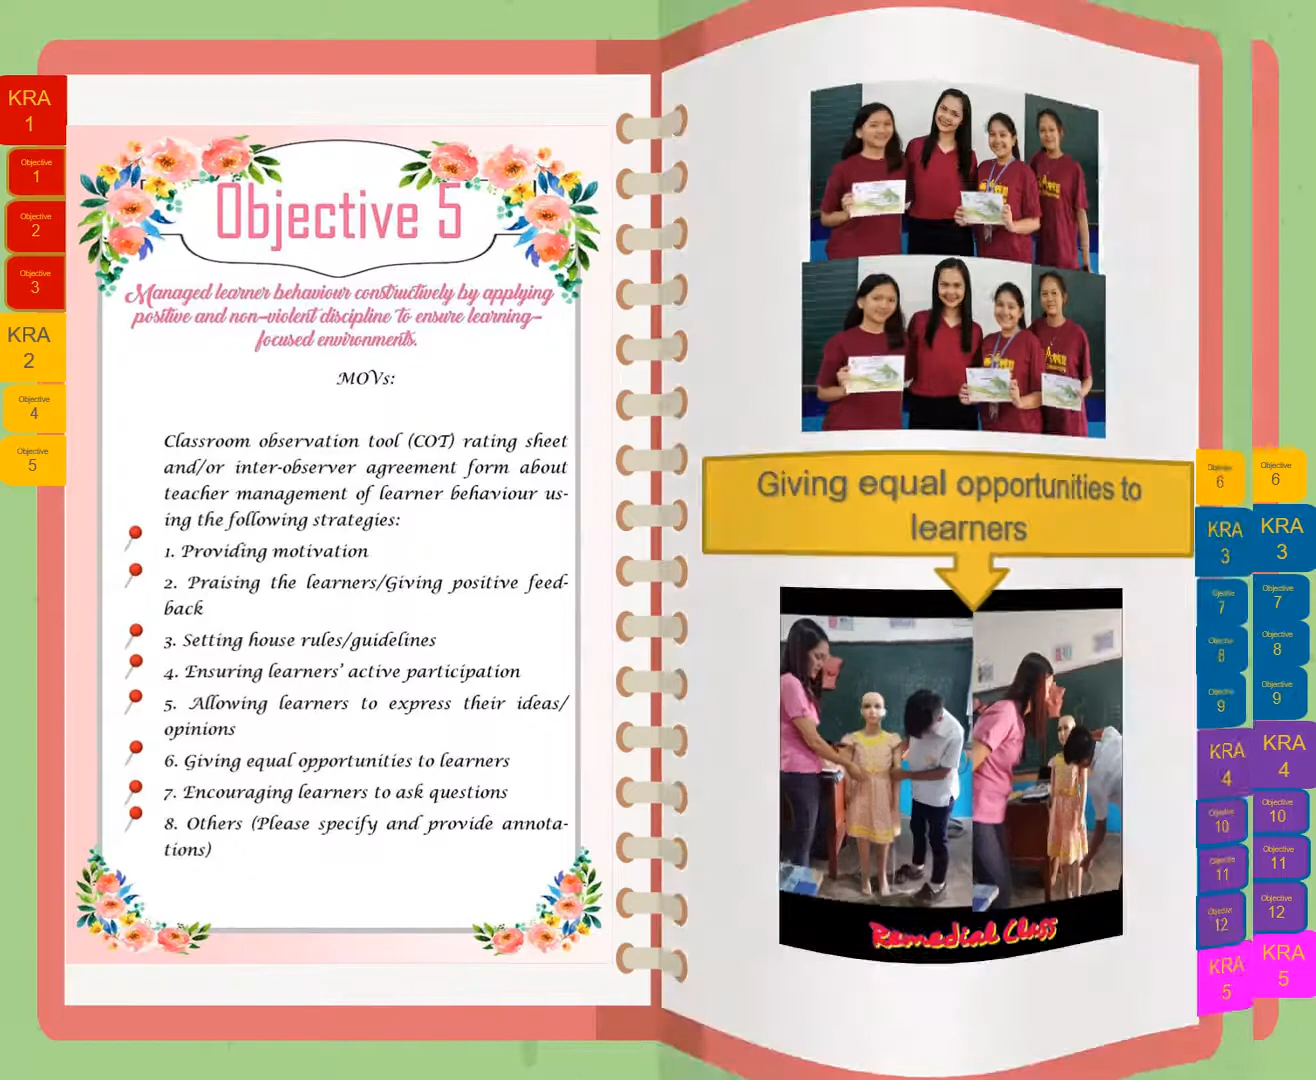 KRA
1
Objective
1
Objective
2
Objective
3
KRA
2
Objective
4
Objective
5
Objective 5
Managed learner behaviour constructively by applying
positive and non-violent discipline to ensure learning-
focused environments.
MOVs:
Classroom observation tool (COT) rating sheet
and/or inter-observer agreement form about
teacher management of learner behaviour us-
ing the following strategies:
1. Providing motivation
2. Praising the learners/Giving positive feed-
back
3. Setting house rules/guidelines
4. Ensuring learners' active participation
5. Allowing learners to express their ideas/
opinions
6. Giving equal opportunities to learners
7. Encouraging learners to ask questions
8. Others (Please specify and provide annota-
tions)
Giving equal opportunities to
learners
Remedial Class
Objective
6
KRA
3
Objective
7
Objective
8
Objective
9
KRA
4
Objective
10
Objective
11
Objective
12
KRA
5
Objective
6
KRA
3
Objective
7
Objective
8
Objective
9
KRA
4
Objective
10
Objective
11
Objective
12
KRA
5